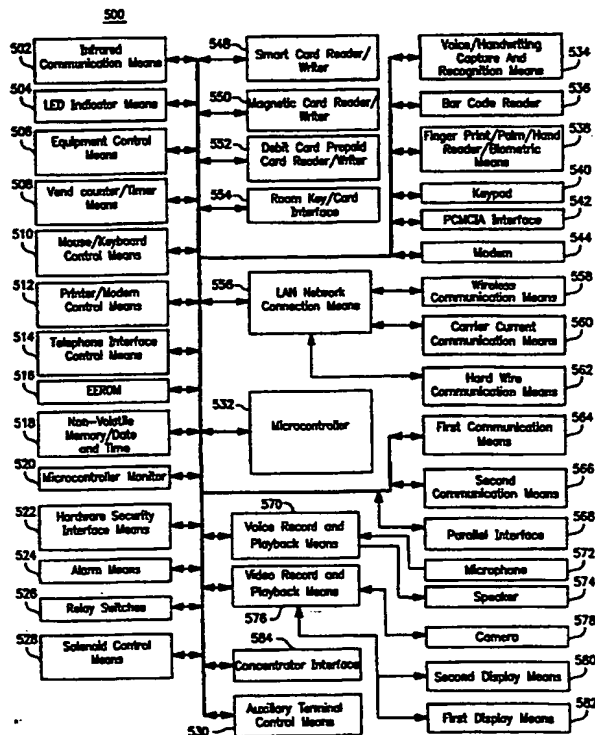 500
502
Infrared
Communication Means
504
LED Indicator Means
506
Equipment Control
Means
508
Vend counter/Timer
Means
510
Mouse/Keyboard
Control Means
512
Printer/Modem
Control Means
514
Telephone Interface
Control Means
516
EEROM
518
Non-Volatile
Memory/Date
and Time
520
Microcontroller Monitor
522
Hardware Security
Interface Means
524
Alarm Means
526
Relay Switches
528
Solenoid Control
Means
548
Smart Card Reader/
Writer
550
Magnetic Card Reader/
Writer
552
Debit Card Prepaid
Card Reader/Writer
554
Room Key/Card
Interface
556
LAN Network
Connection Means
532
Microcontroller
570
Voice Record and
Playback Means
Video Record and
Playback Means
576
584
Concentrator Interface
Auxiliary Terminal
Control Means
530
Voice/Handwriting
Capture And
Recognition Means
534
Bar Code Reader
536
Finger Print/Palm/Hand
Reader/Biometric
Means
538
Keypad
540
PCMCIA Interface
542
Modem
544
Wireless
Communication Means
558
Carrier Current
Communication Means
560
Hard Wire
Communication Means
562
First Communication
Means
564
Second
Communication Means
566
Parallel Interface
568
Microphone
572
Speaker
574
Camera
578
Second Display Means
580
First Display Means
582